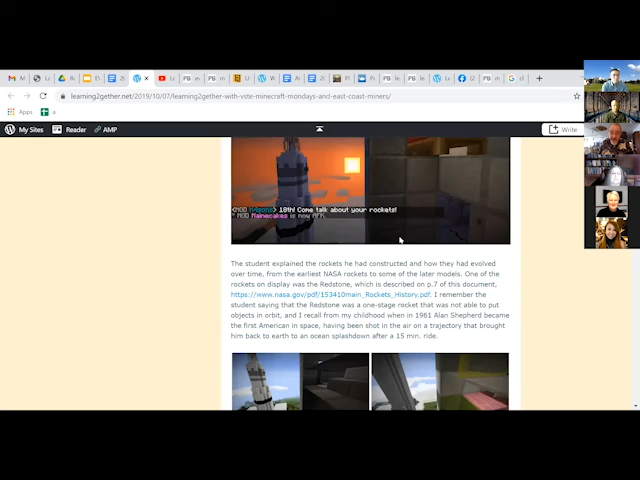 learning2gether.net/2019/10/07/learning2gether-with-vste-minecraft-mondays-and-east-coast-miners/
Apps
My Sites Reader AMP Write
<MOD > 18th! Come talk about your rockets!
* MOD Mainecakes is now AFK.
The student explained the rockets he had constructed and how they had evolved
over time, from the earliest NASA rockets to some of the later models. One of the
rockets on display was the Redstone, which is described on p.7 of this document,
https://www.nasa.gov/pdf/153410main_Rockets_History.pdf. I remember the
student saying that the Redstone was a one-stage rocket that was not able to put
objects in orbit, and I recall from my childhood when in 1961 Alan Shepherd became
the first American in space, having been shot in the air on a trajectory that brought
him back to earth to an ocean splashdown after a 15 min. ride.